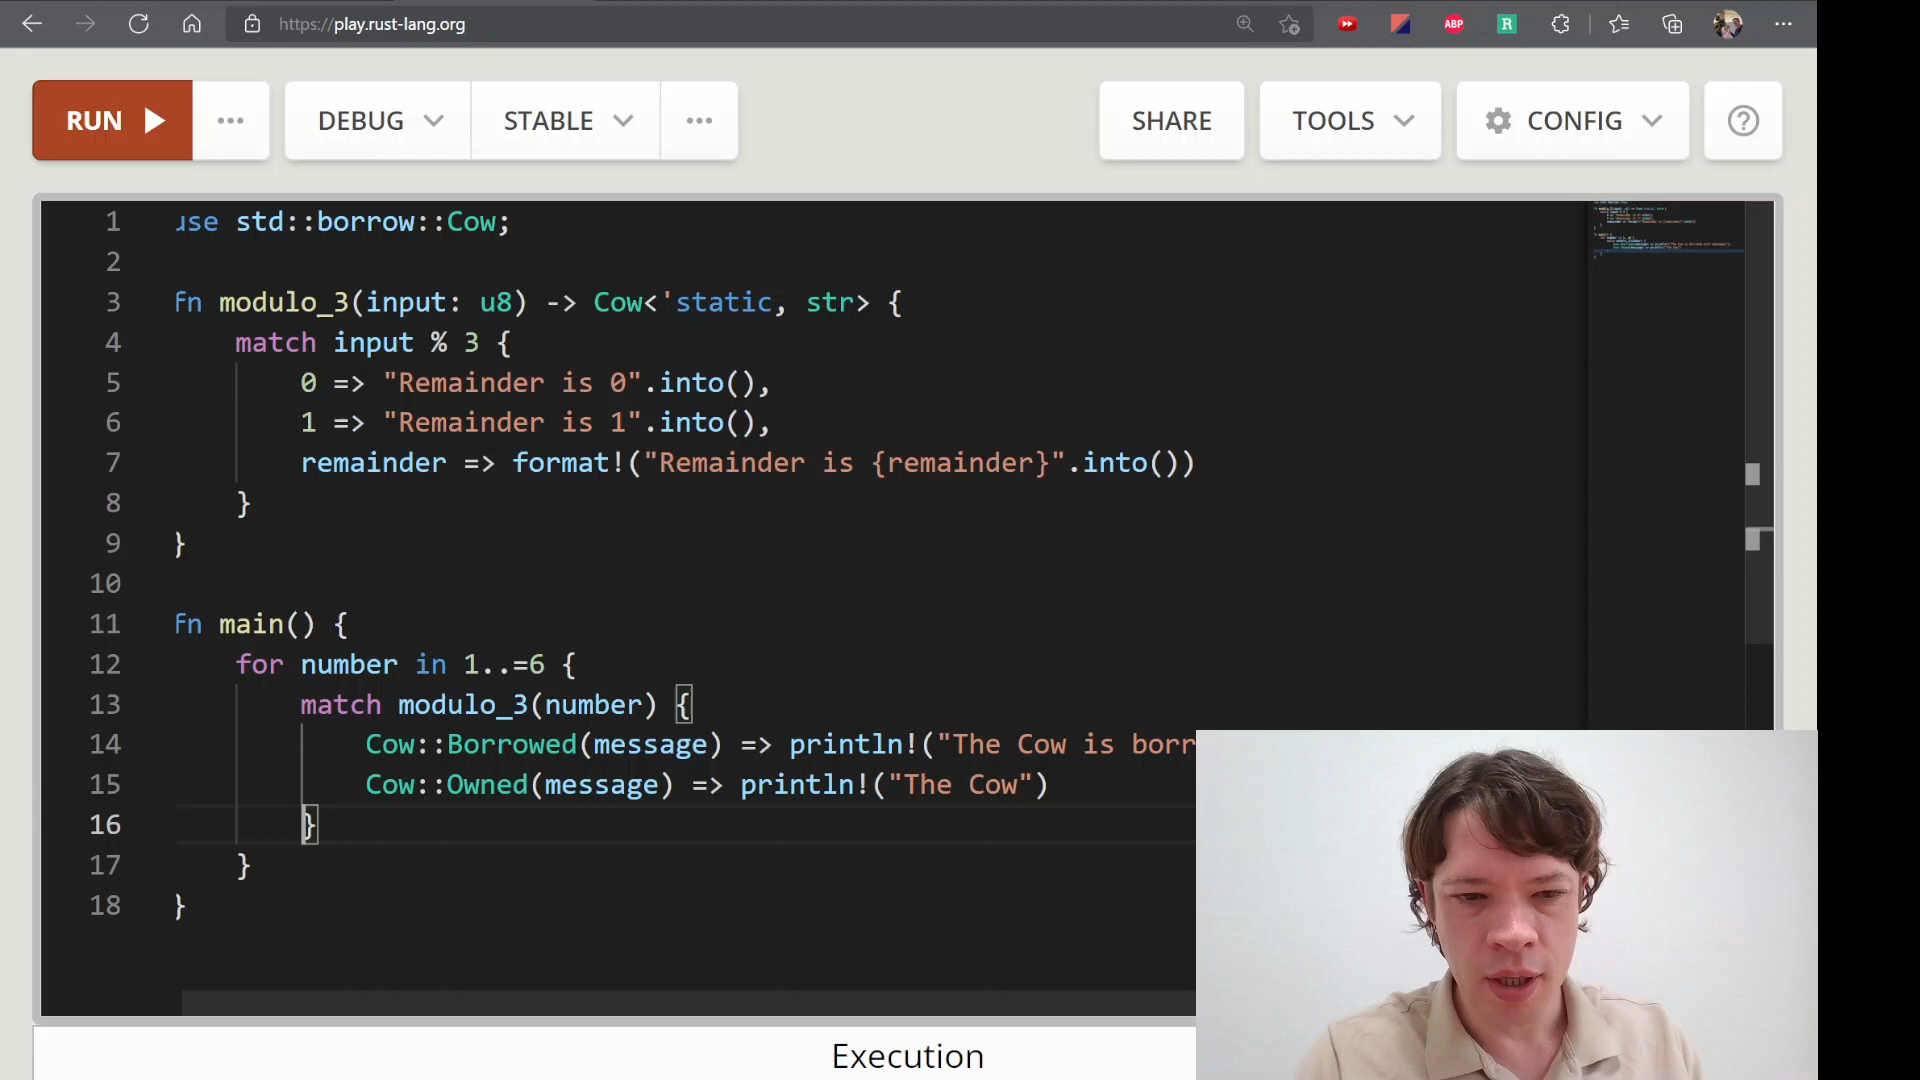 https://play.rust-lang.org
ABP
R
RUN
DEBUG
STABLE
SHARE
TOOLS
CONFIG
1 use std::borrow::Cow;
2
3 fn modulo_3(input: u8) -> Cow<'static, str> {
4 match input % 3 {
5 0 => "Remainder is 0".into(),
6 1 => "Remainder is 1".into(),
7 remainder => format!("Remainder is {remainder}".into())
8 }
9 }
10
11 fn main() {
12 for number in 1..=6 {
13 match modulo_3(number) {
14 Cow::Borrowed(message) => println!("The Cow is borr
15 Cow::Owned(message) => println!("The Cow")
16 }
17 }
18 }
Execution